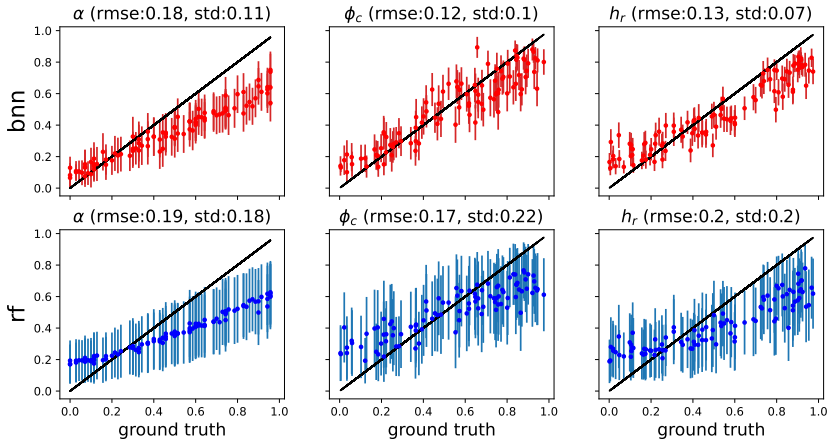 α (rmse:0.18, std:0.11)
ϕc (rmse:0.12, std:0.1)
hr (rmse:0.13, std:0.07)
bnn
1.0
0.8
0.6
0.4
0.2
0.0
α (rmse:0.19, std:0.18)
ϕc (rmse:0.17, std:0.22)
hr (rmse:0.2, std:0.2)
rf
1.0
0.8
0.6
0.4
0.2
0.0
0.0 0.2 0.4 0.6 0.8 1.0
0.0 0.2 0.4 0.6 0.8 1.0
0.0 0.2 0.4 0.6 0.8 1.0
ground truth
ground truth
ground truth